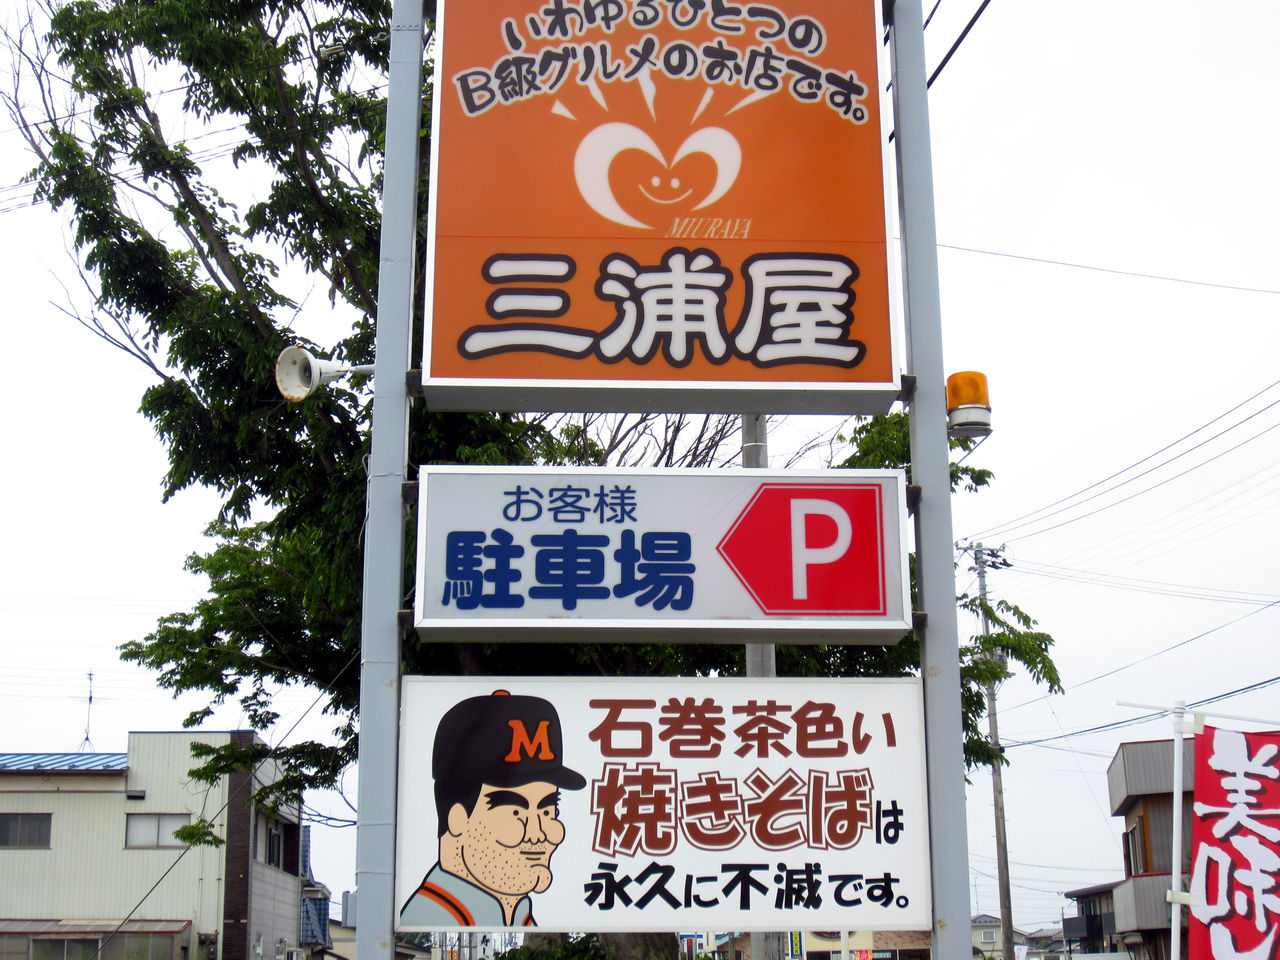 いわゆるひとつの
B級グルメのお店です。
MIURAYA
三浦屋
お客様
駐車場
P
M
石巻茶色い
焼きそばは
永久に不滅です。
美味し